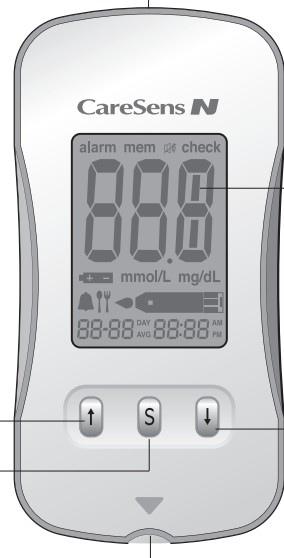 CareSens N
alarm mem check
88.8
mmol/L mg/dL
88-88 DAY AVG 88:88 AM PM
↑ S ↓